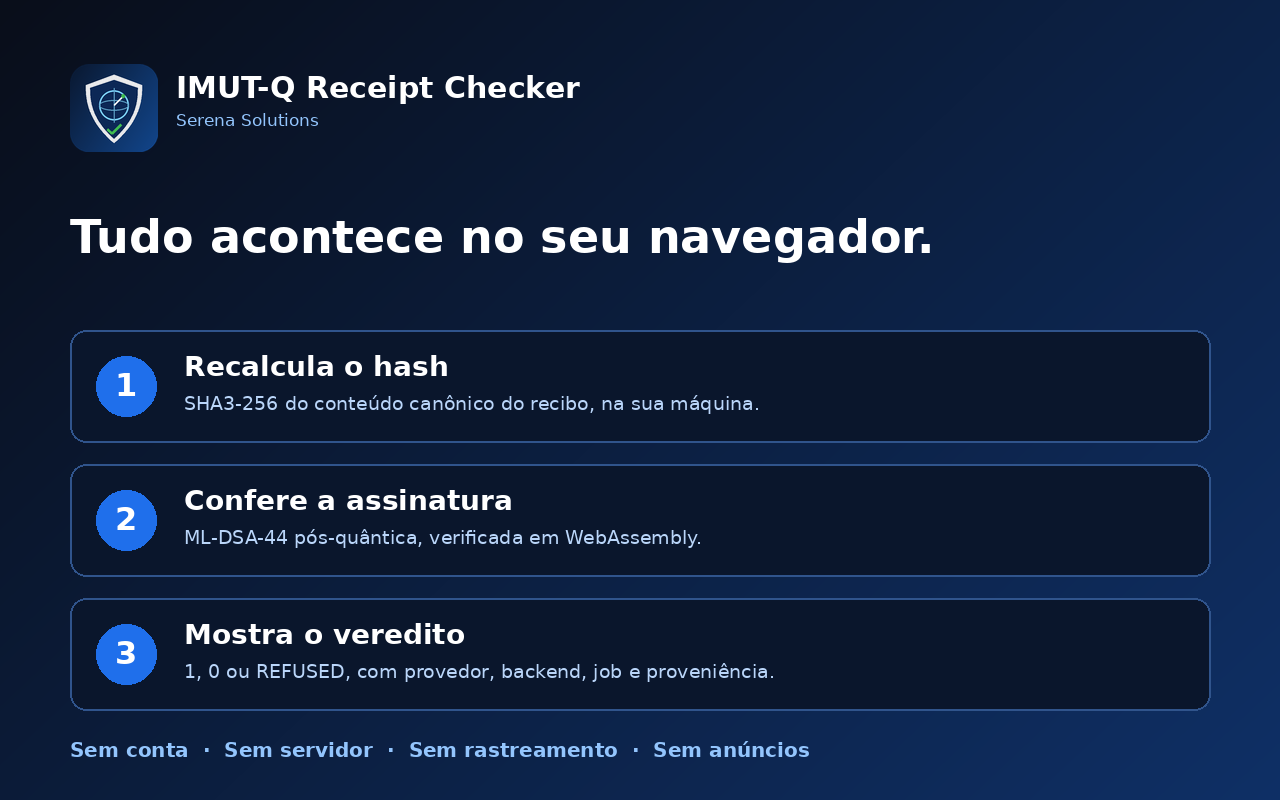 IMUT-Q Receipt Checker
Serena Solutions
Tudo acontece no seu navegador.
1
Recalcula o hash
SHA3-256 do conteúdo canônico do recibo, na sua máquina.
2
Confere a assinatura
ML-DSA-44 pós-quântica, verificada em WebAssembly.
3
Mostra o veredito
1, 0 ou REFUSED, com provedor, backend, job e proveniência.
Sem conta · Sem servidor · Sem rastreamento · Sem anúncios